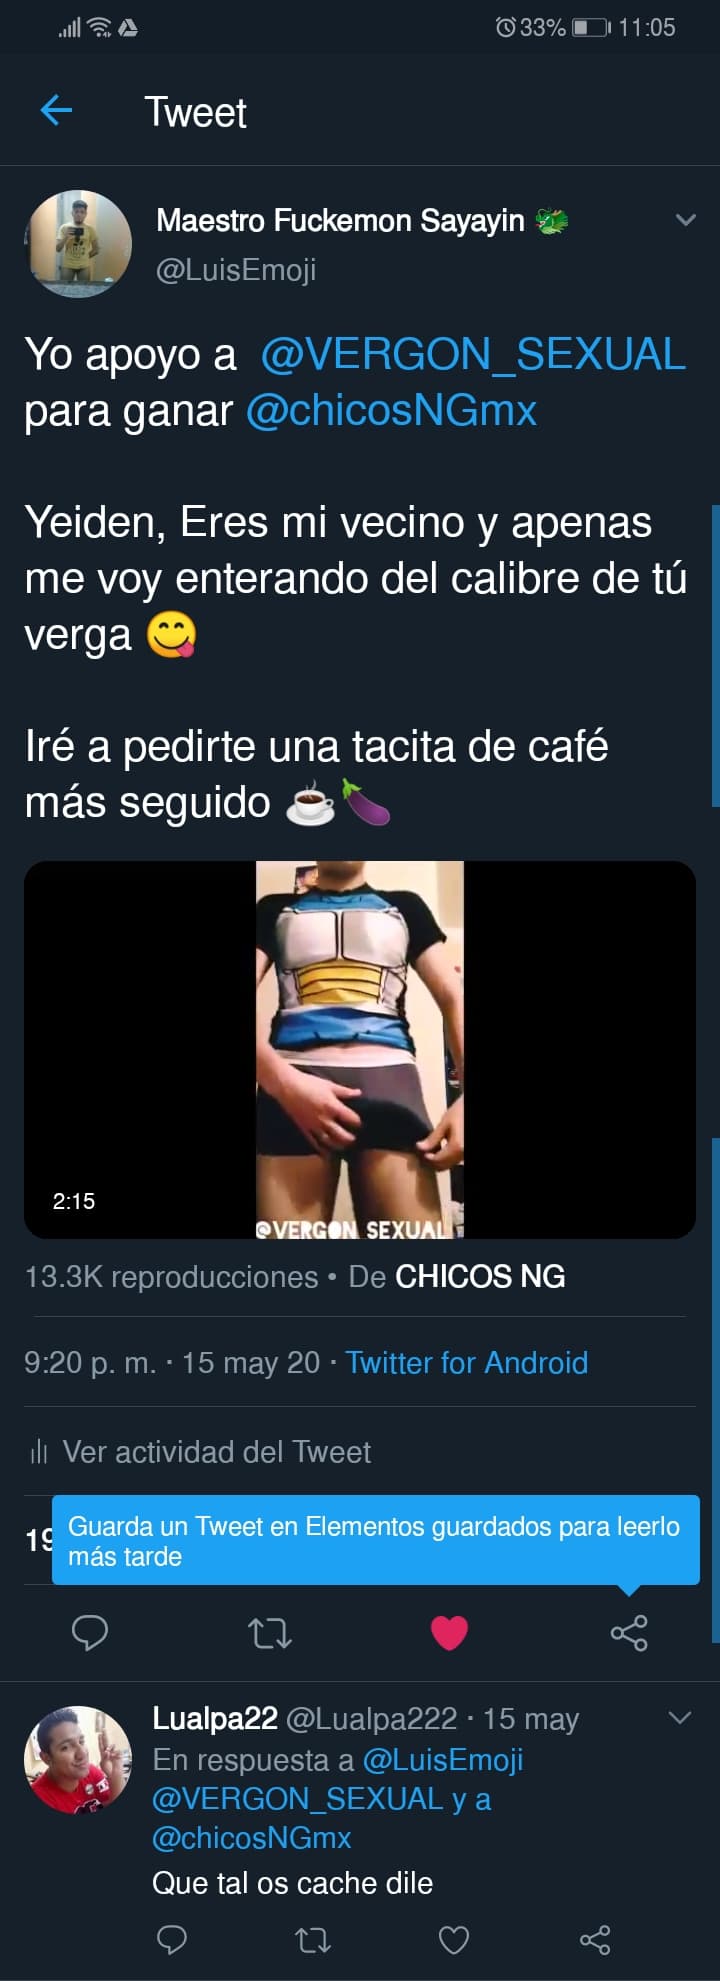 33% 11:05
Tweet
Maestro Fuckemon Sayayin 🐉
@LuisEmoji
Yo apoyo a @VERGON_SEXUAL
para ganar @chicosNGmx
Yeiden, Eres mi vecino y apenas
me voy enterando del calibre de tú
verga 😋
Iré a pedirte una tacita de café
más seguido ☕🍆
2:15
@VERGON_SEXUAL
13.3K reproducciones • De CHICOS NG
9:20 p. m. · 15 may 20 · Twitter for Android
Ver actividad del Tweet
19
Guarda un Tweet en Elementos guardados para leerlo
más tarde
Lualpa22 @Lualpa222 · 15 may
En respuesta a @LuisEmoji
@VERGON_SEXUAL y a
@chicosNGmx
Que tal os cache dile